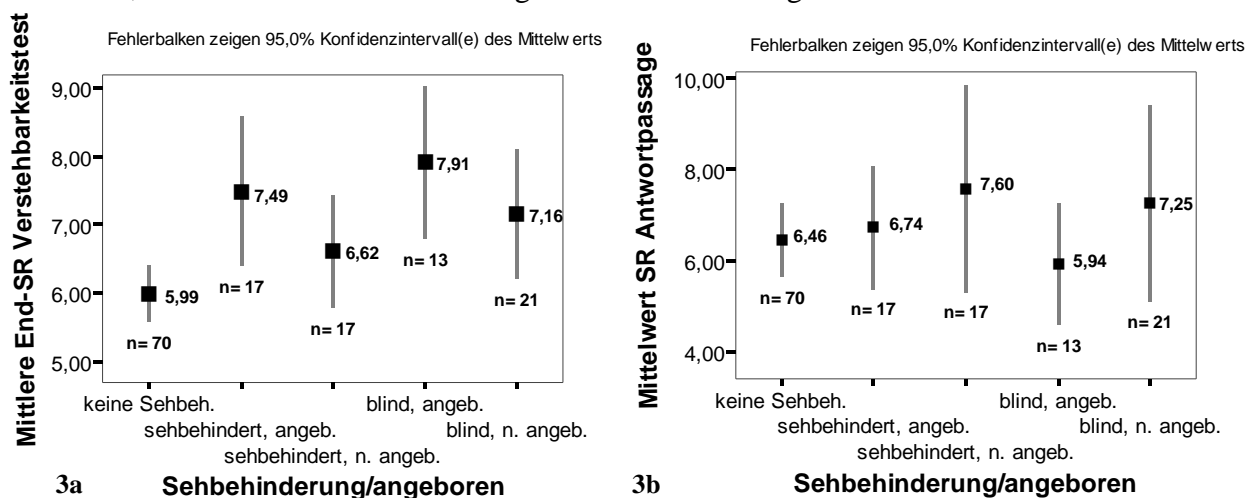 Fehlerbalken zeigen 95,0% Konfidenzintervall(e) des Mittelwerts
Mittlere End-SR Verstehbarkeitstest
9,00
8,00
7,00
6,00
5,00
5,99
7,49
6,62
7,91
7,16
n= 70
n= 17
n= 17
n= 13
n= 21
keine Sehbeh.
sehbehindert, angeb.
sehbehindert, n. angeb.
blind, angeb.
blind, n. angeb.
3a
Sehbehinderung/angeboren
Fehlerbalken zeigen 95,0% Konfidenzintervall(e) des Mittelwerts
Mittelwert SR Antwortpassage
10,00
8,00
6,00
4,00
6,46
6,74
7,60
5,94
7,25
n= 70
n= 17
n= 17
n= 13
n= 21
keine Sehbeh.
sehbehindert, angeb.
sehbehindert, n. angeb.
blind, angeb.
blind, n. angeb.
3b
Sehbehinderung/angeboren